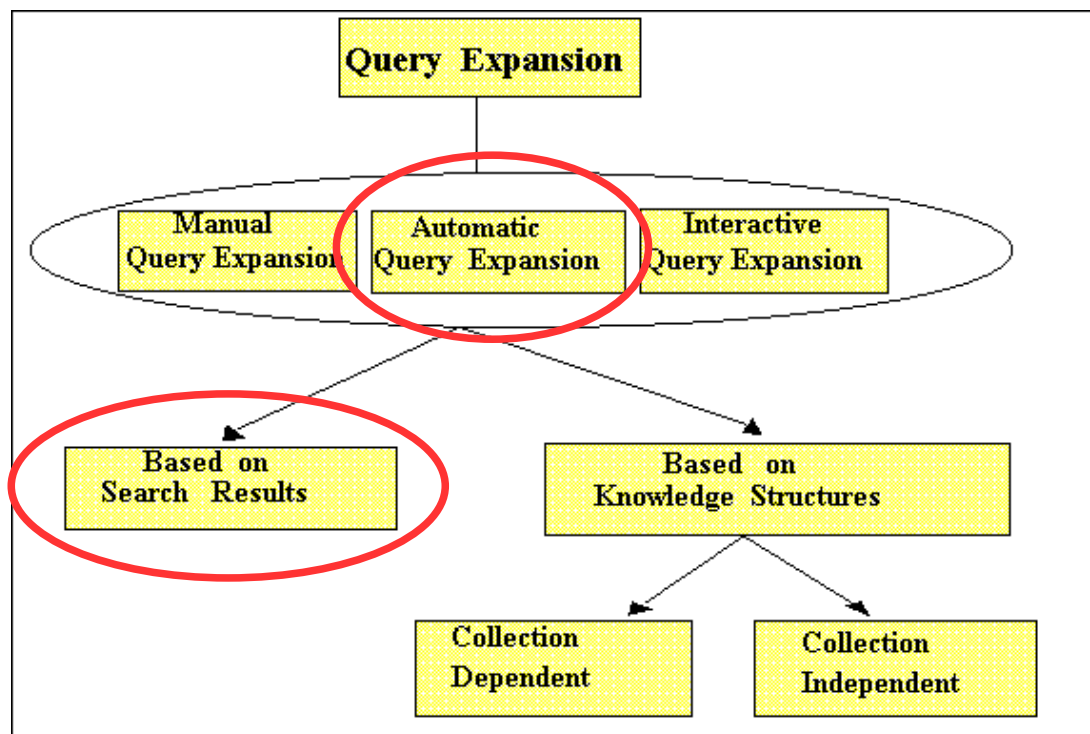 Query Expansion
Manual
Query Expansion
Automatic
Query Expansion
Interactive
Query Expansion
Based on
Search Results
Based on
Knowledge Structures
Collection
Dependent
Collection
Independent